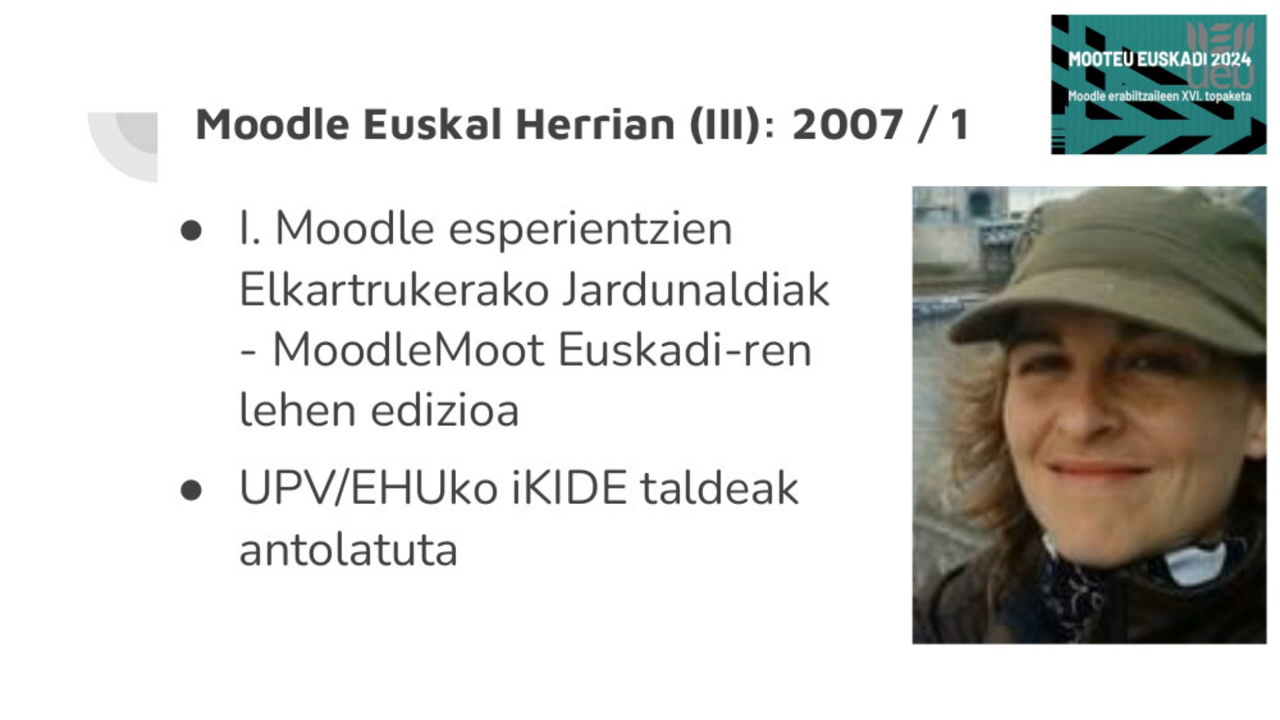 MOOTEU EUSKADI 2024
ueu
Moodle erabiltzaileen XVI. topaketa
Moodle Euskal Herrian (III): 2007 / 1
● I. Moodle esperientzien
Elkartrukerako Jardunaldiak
- MoodleMoot Euskadi-ren
lehen edizioa
● UPV/EHUko iKIDE taldeak
antolatuta